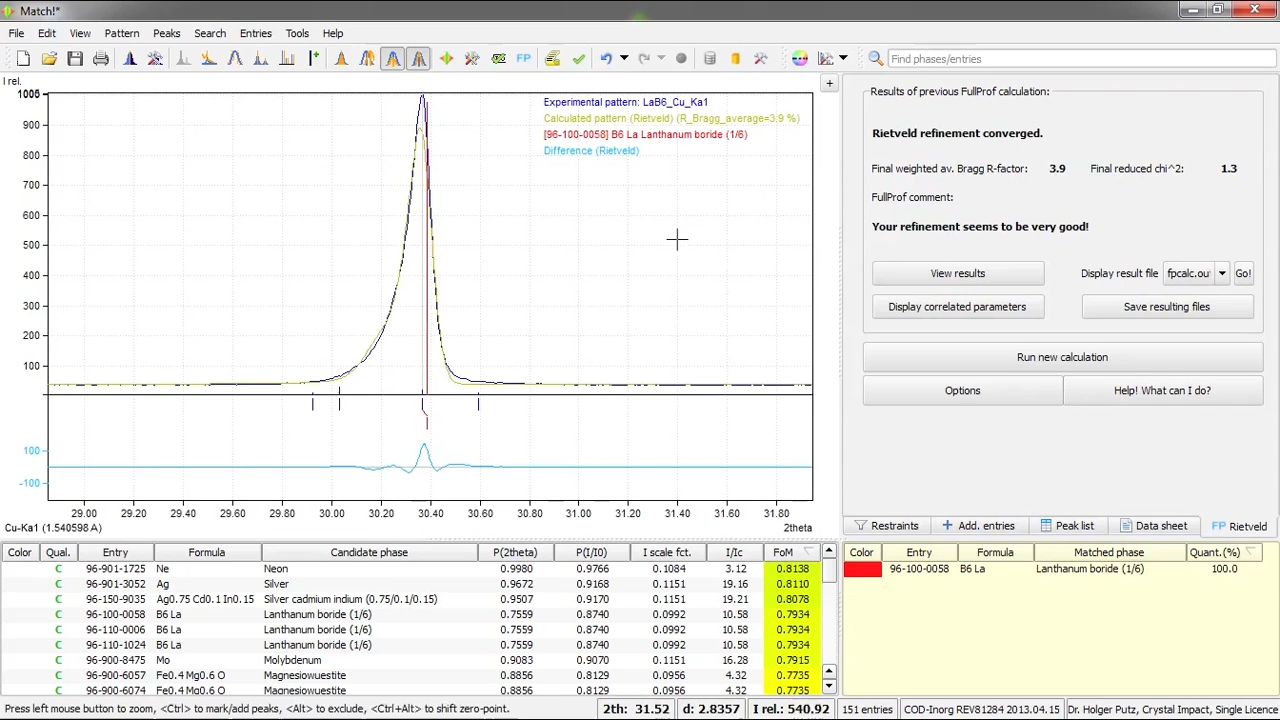 Match!*
File Edit View Pattern Peaks Search Entries Tools Help
FP Find phases/entries
I rel.
+
1005
900
800
700
600
500
400
300
200
100
100
-100
Experimental pattern: LaB6_Cu_Ka1
Calculated pattern (Rietveld) (R_Bragg_average=3.9 %)
[96-100-0058] B6 La Lanthanum boride (1/6)
Difference (Rietveld)
29.00 29.20 29.40 29.60 29.80 30.00 30.20 30.40 30.60 30.80 31.00 31.20 31.40 31.60 31.80
Cu-Ka1 (1.540598 A) 2theta
Results of previous FullProf calculation:
Rietveld refinement converged.
Final weighted av. Bragg R-factor: 3.9 Final reduced chi^2: 1.3
FullProf comment:
Your refinement seems to be very good!
View results Display result file fpcalc.ou Go!
Display correlated parameters Save resulting files
Run new calculation
Options Help! What can I do?
Restraints Add. entries Peak list Data sheet FP Rietveld
Color Qual. Entry Formula Candidate phase P(2theta) P(I/I0) I scale fct. I/Ic FoM
C 96-901-1725 Ne Neon 0.9980 0.9766 0.1084 3.12 0.8138
C 96-901-3052 Ag Silver 0.9672 0.9168 0.1151 19.16 0.8110
C 96-150-9035 Ag0.75 Cd0.1 In0.15 Silver cadmium indium (0.75/0.1/0.15) 0.9507 0.9170 0.1151 19.21 0.8078
C 96-100-0058 B6 La Lanthanum boride (1/6) 0.7559 0.8740 0.0992 10.58 0.7934
C 96-110-0006 B6 La Lanthanum boride (1/6) 0.7559 0.8740 0.0992 10.58 0.7934
C 96-110-1024 B6 La Lanthanum boride (1/6) 0.7559 0.8740 0.0992 10.58 0.7934
C 96-900-8475 Mo Molybdenum 0.9083 0.9070 0.1151 16.28 0.7915
C Fe0.4 Mg0.6 O Magnesiowuestite 0.8856 0.8129 0.0956 4.32 0.7735
C 96-900-6074 Fe0.4 Mg0.6 O Magnesiowuestite 0.8856 0.8129 0.0956 4.32 0.7735
Color Entry Formula Matched phase Quant.(%)
96-100-0058 B6 La Lanthanum boride (1/6) 100.0
Press left mouse button to zoom, <Ctrl> to mark/add peaks, <Alt> to exclude, <Ctrl+Alt> to shift zero-point. 2th: 31.52 d: 2.8357 I rel.: 540.92 151 entries COD-Inorg REV81284 2013.04.15 Dr. Holger Putz, Crystal Impact, Single Licence